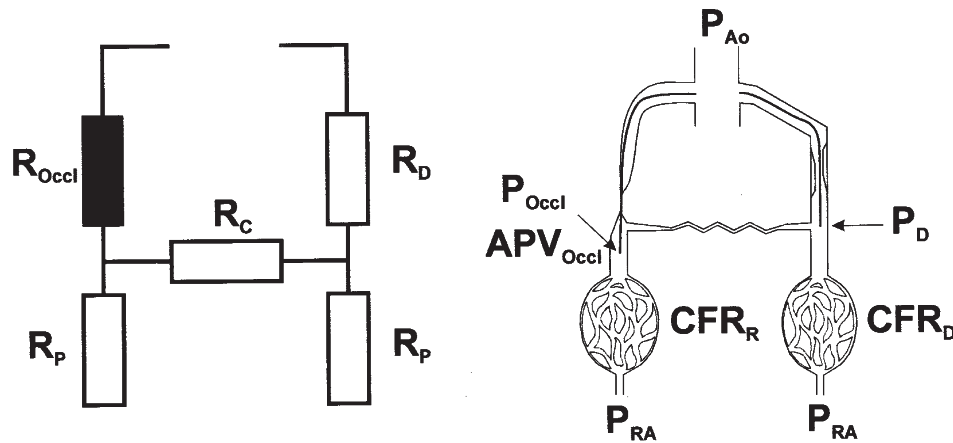 R_Occl
R_D
R_C
R_P
R_P
P_Ao
P_Occl
APV_Occl
P_D
CFR_R
CFR_D
P_RA
P_RA